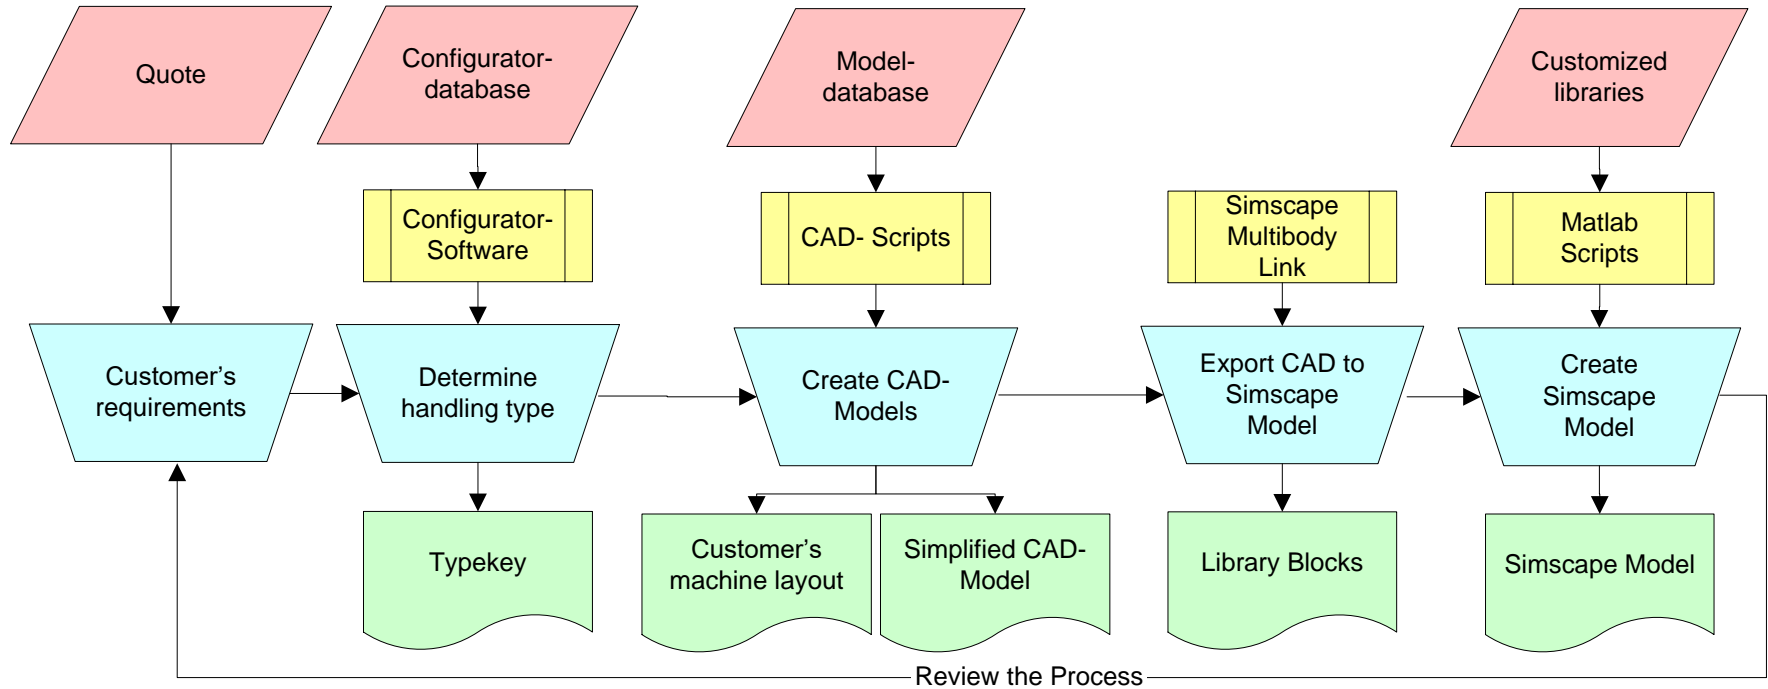 Quote
Configurator-
database
Model-
database
Customized
libraries
Configurator-
Software
CAD- Scripts
Simscape
Multibody
Link
Matlab
Scripts
Customer’s
requirements
Determine
handling type
Create CAD-
Models
Export CAD to
Simscape
Model
Create
Simscape
Model
Typekey
Customer’s
machine layout
Simplified CAD-
Model
Library Blocks
Simscape Model
Review the Process